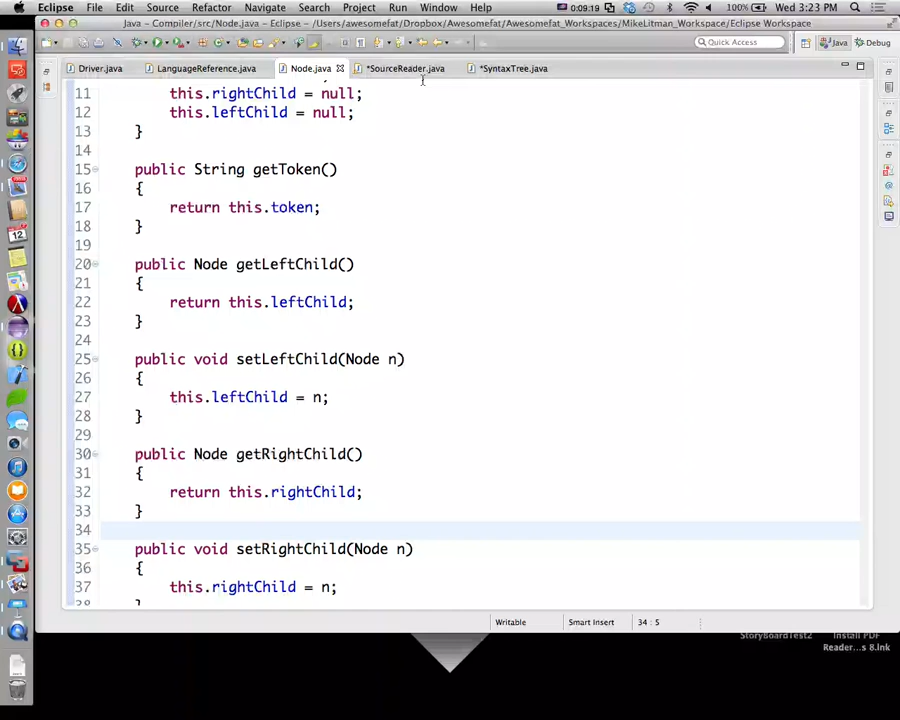 Eclipse File Edit Source Refactor Navigate Search Project Run Window Help 0:09:19 100% Wed 3:23 PM
Java - Compiler/src/Node.java - Eclipse - /Users/awesomefat/Dropbox/Awesomefat_Workspaces/MikeLitman_Workspace/Eclipse Workspace
Quick Access Java Debug
Driver.java LanguageReference.java Node.java *SourceReader.java *SyntaxTree.java
11 this.rightChild = null;
12 this.leftChild = null;
13 }
14
15 public String getToken()
16 {
17 return this.token;
18 }
19
20 public Node getLeftChild()
21 {
22 return this.leftChild;
23 }
24
25 public void setLeftChild(Node n)
26 {
27 this.leftChild = n;
28 }
29
30 public Node getRightChild()
31 {
32 return this.rightChild;
33 }
34
35 public void setRightChild(Node n)
36 {
37 this.rightChild = n;
38 }
Writable Smart Insert 34 : 5
12
StoryBoardTest2 Install PDF
Reader...s 8.lnk